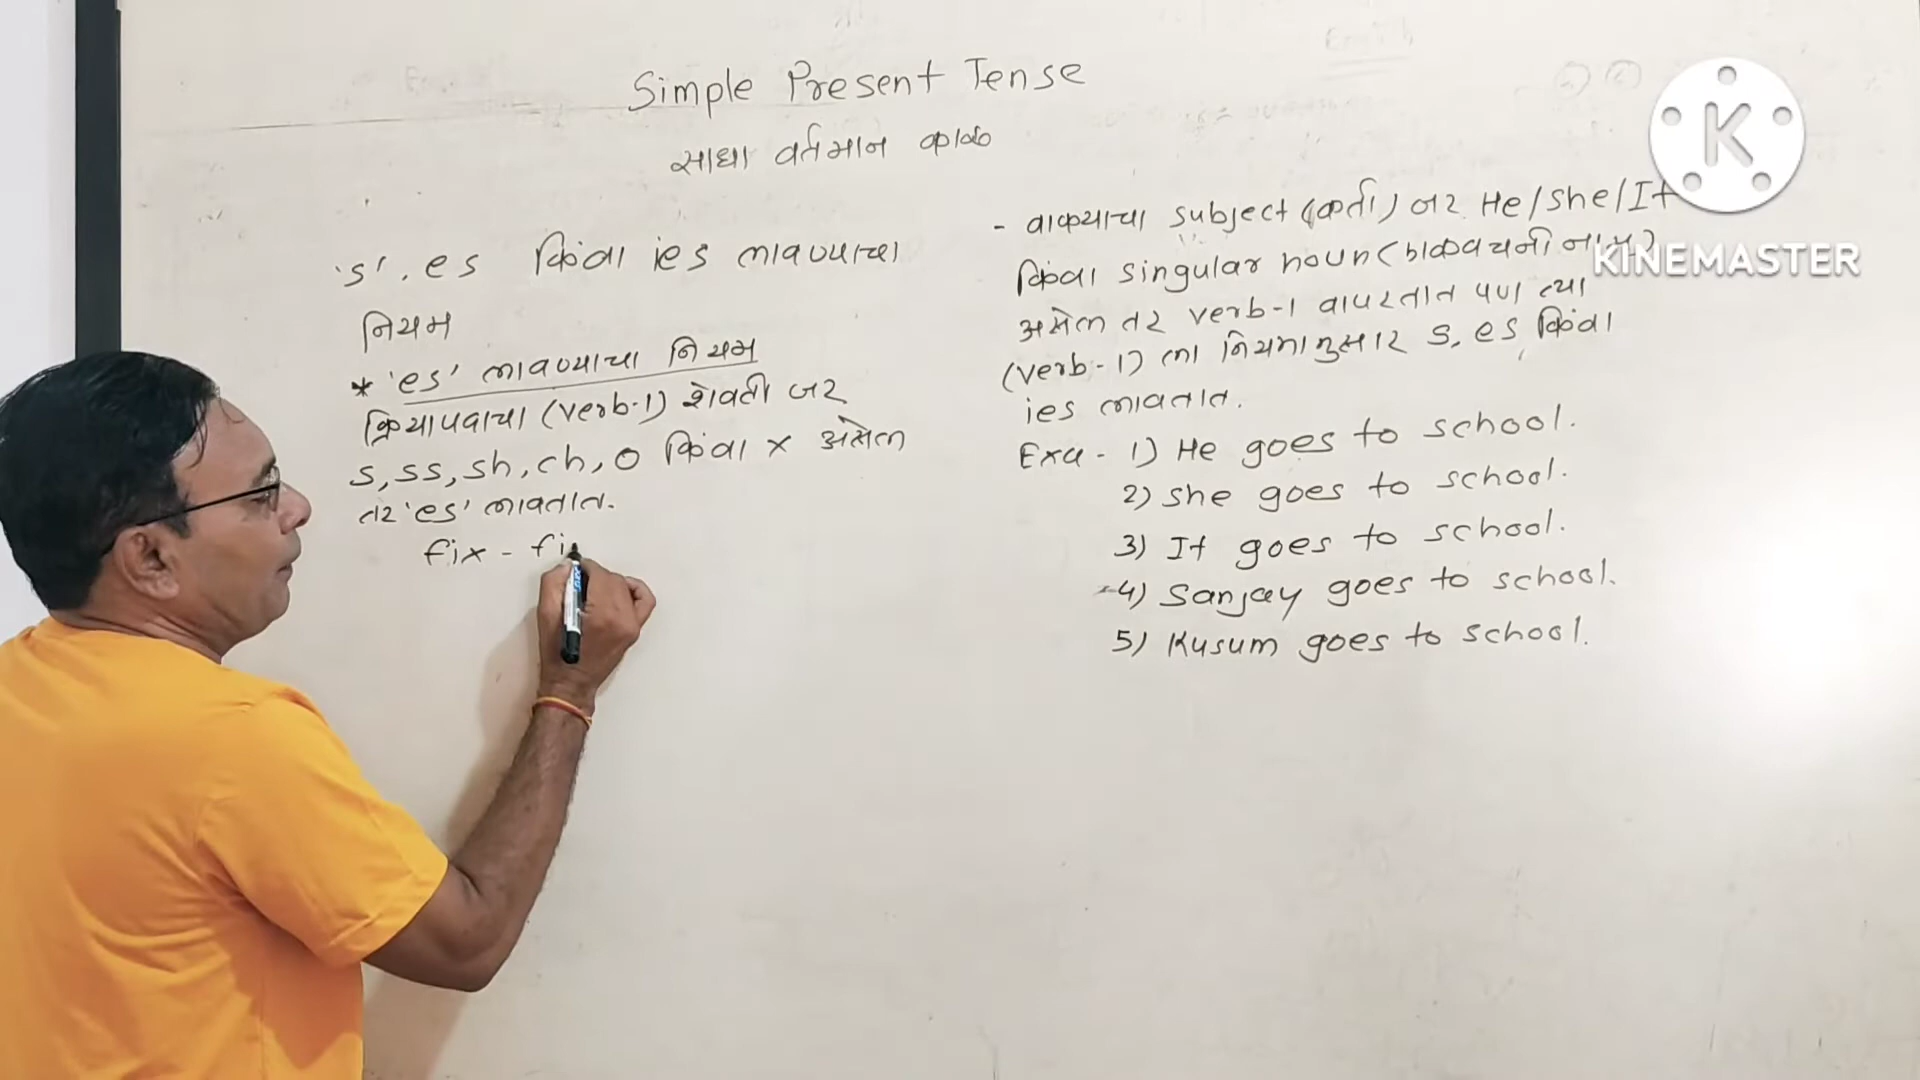 Simple Present Tense
साधा वर्तमान काळ
's', es किंवा ies लावण्याचा
नियम
* 'es' लावण्याचा नियम
क्रियापदाचा (verb-1) शेवटी जर
s, ss, sh, ch, o किंवा x असेल
तर 'es' लावतात.
fix - fi
- वाक्याचा subject (कर्ता) जर He/She/It
किंवा singular noun (एकवचनी नाम)
असेल तर verb-1 वापरतात पण त्या
(verb-1) ला नियमानुसार s, es किंवा
ies लावतात.
Exa - 1) He goes to school.
2) she goes to school.
3) It goes to school.
4) Sanjay goes to school.
5) Kusum goes to school.
K
KINEMASTER